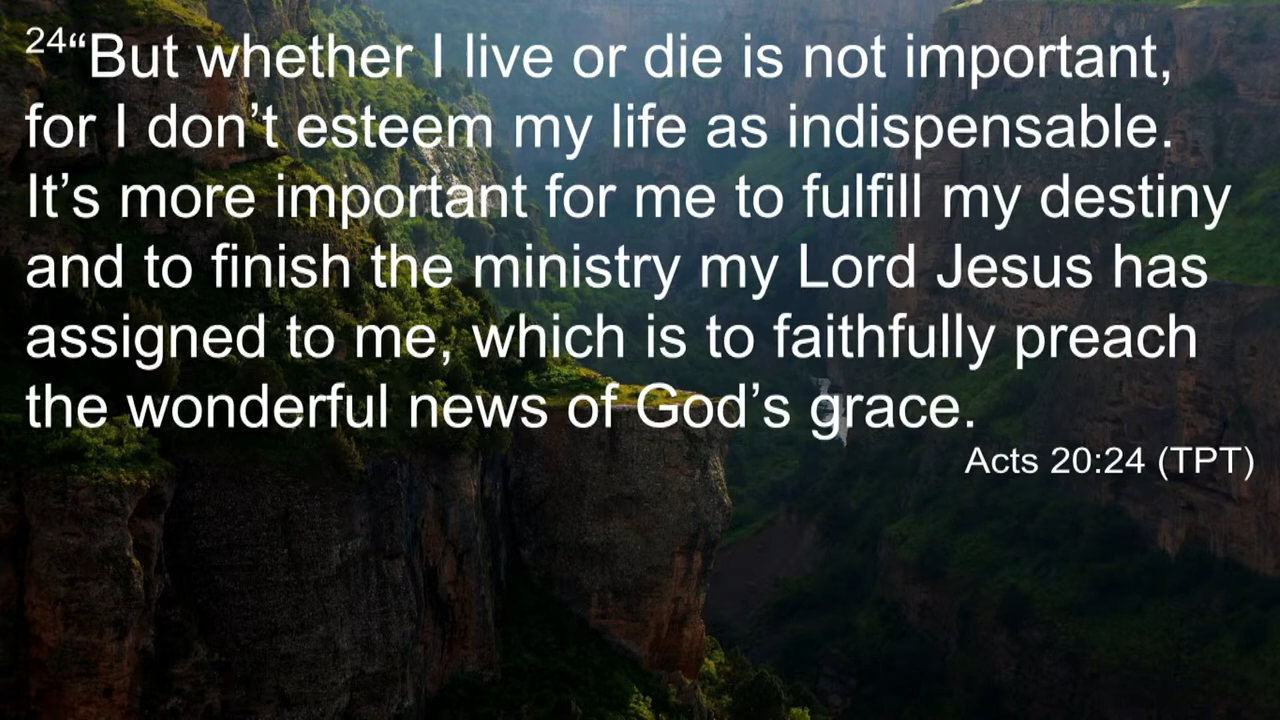 24“But whether I live or die is not important,
for I don’t esteem my life as indispensable.
It’s more important for me to fulfill my destiny
and to finish the ministry my Lord Jesus has
assigned to me, which is to faithfully preach
the wonderful news of God’s grace.
Acts 20:24 (TPT)